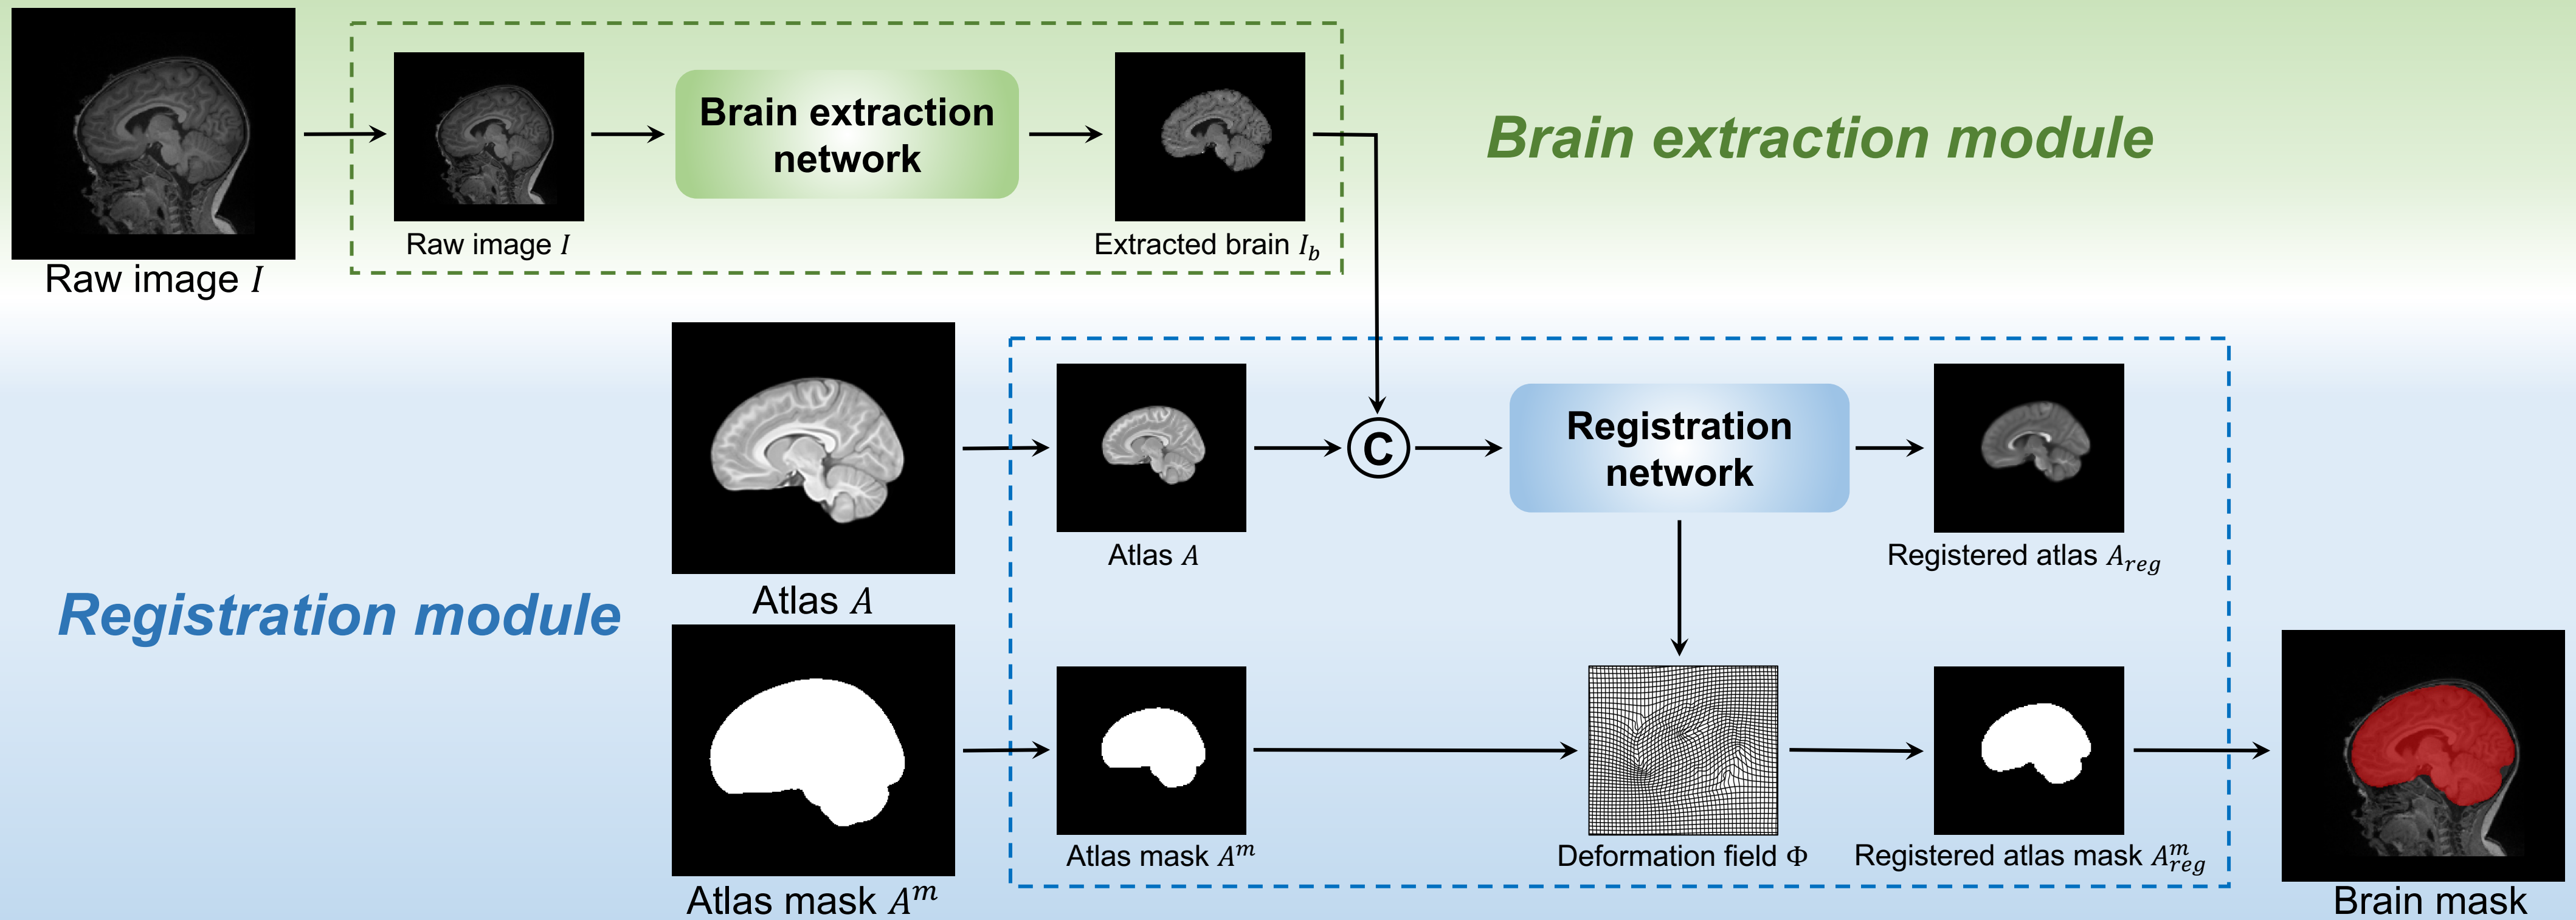 Brain extraction
network
Brain extraction module
Raw image I
Extracted brain I_b
Raw image I
Registration
network
C
Atlas A
Registered atlas A_reg
Atlas A
Registration module
Atlas mask A^m
Deformation field Φ
Registered atlas mask A^m_reg
Atlas mask A^m
Brain mask